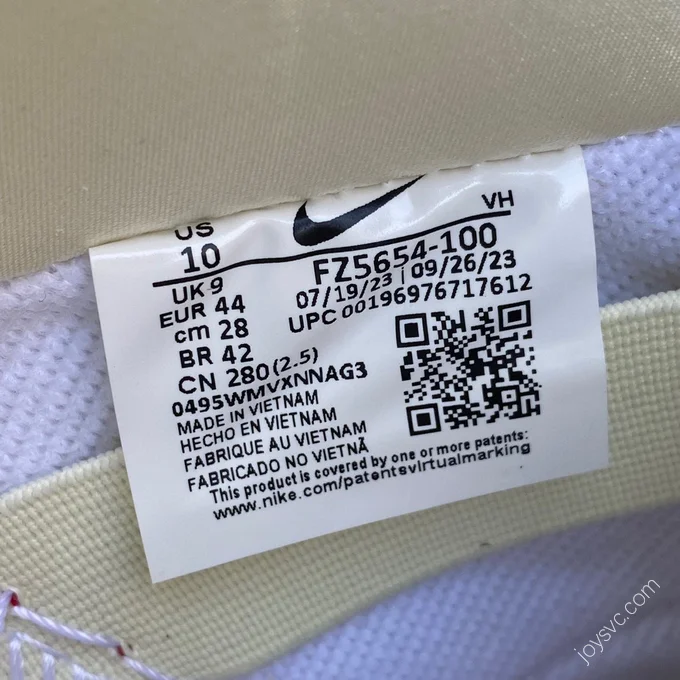 US
VH
10
FZ5654-100
UK 9
07/19/23 | 09/26/23
EUR 44
UPC 00196976717612
cm 28
BR 42
CN 280 (2.5)
0495WMVXNNAG3
MADE IN VIETNAM
HECHO EN VIETNAM
FABRIQUE AU VIETNAM
FABRICADO NO VIETNÃ
This product is covered by one or more patents:
www.nike.com/patentsvirtualmarking
joysvc.com